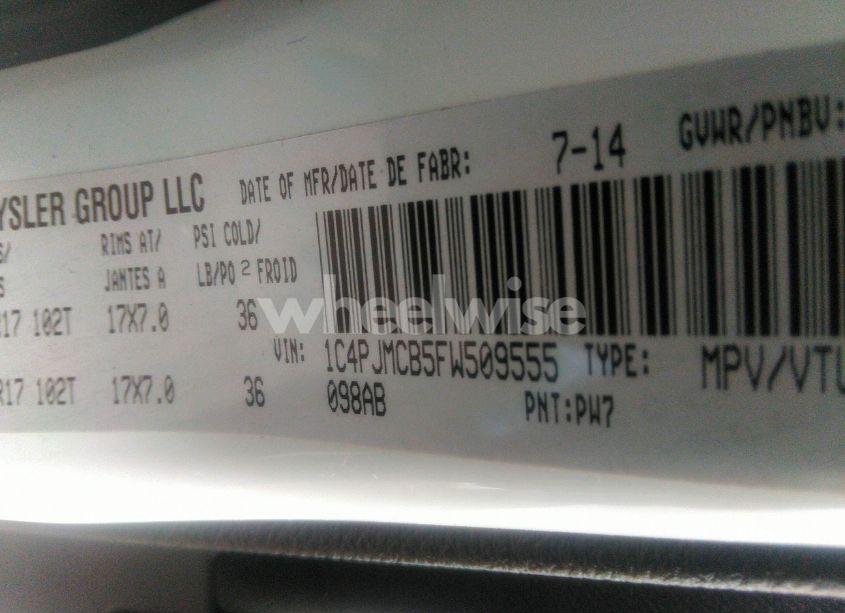 YSLER GROUP LLC
DATE OF MFR/DATE DE FABR: 7-14 GVWR/PNBV:
RIMS AT/ PSI COLD/
JANTES A LB/PO 2 FROID
R17 102T 17X7.0 36
wheelwise
VIN: 1C4PJMCB5FW509555 TYPE: MPV/VTU
R17 102T 17X7.0 36 098AB PNT:PW7